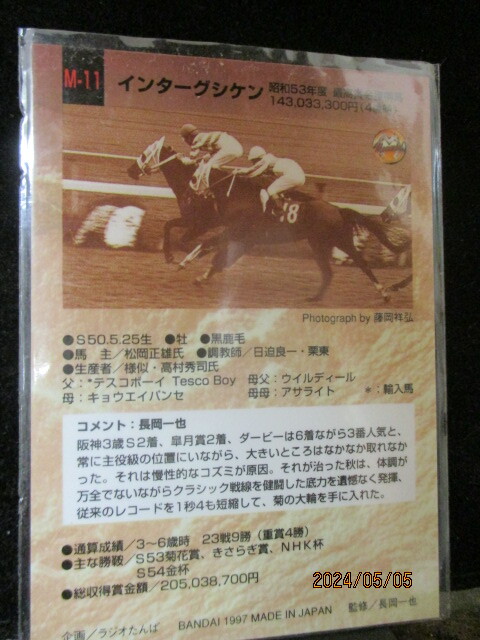 M-11 インターグシケン 昭和53年度
143,033,300円
18
Photograph by 藤岡祥弘
●S50.5.25生 ●牡 ●黒鹿毛
●馬 主/松岡正雄氏 ●調教師/日迫良一・栗東
●生産者/様似・高村秀司氏
父:*テスコボーイ Tesco Boy 母父:ウイルディール
母:キョウエイバンセ 母母:アサライト *:輸入馬
コメント:長岡一也
阪神3歳S2着、皐月賞2着、ダービーは6着ながら3番人気と、
常に主役級の位置にいながら、大きいところはなかなか取れなか
った。それは慢性的なコズミが原因。それが治った秋は、体調が
万全でないながらクラシック戦線を健闘した底力を遺憾なく発揮、
従来のレコードを1秒4も短縮して、菊の大輪を手に入れた。
●通算成績/3〜6歳時 23戦9勝(重賞4勝)
●主な勝鞍/S53菊花賞、きさらぎ賞、NHK杯
S54金杯
●総収得賞金額/205,038,700円
2024/05/05
企画/ラジオたんぱ BANDAI 1997 MADE IN JAPAN 監修/長岡一也